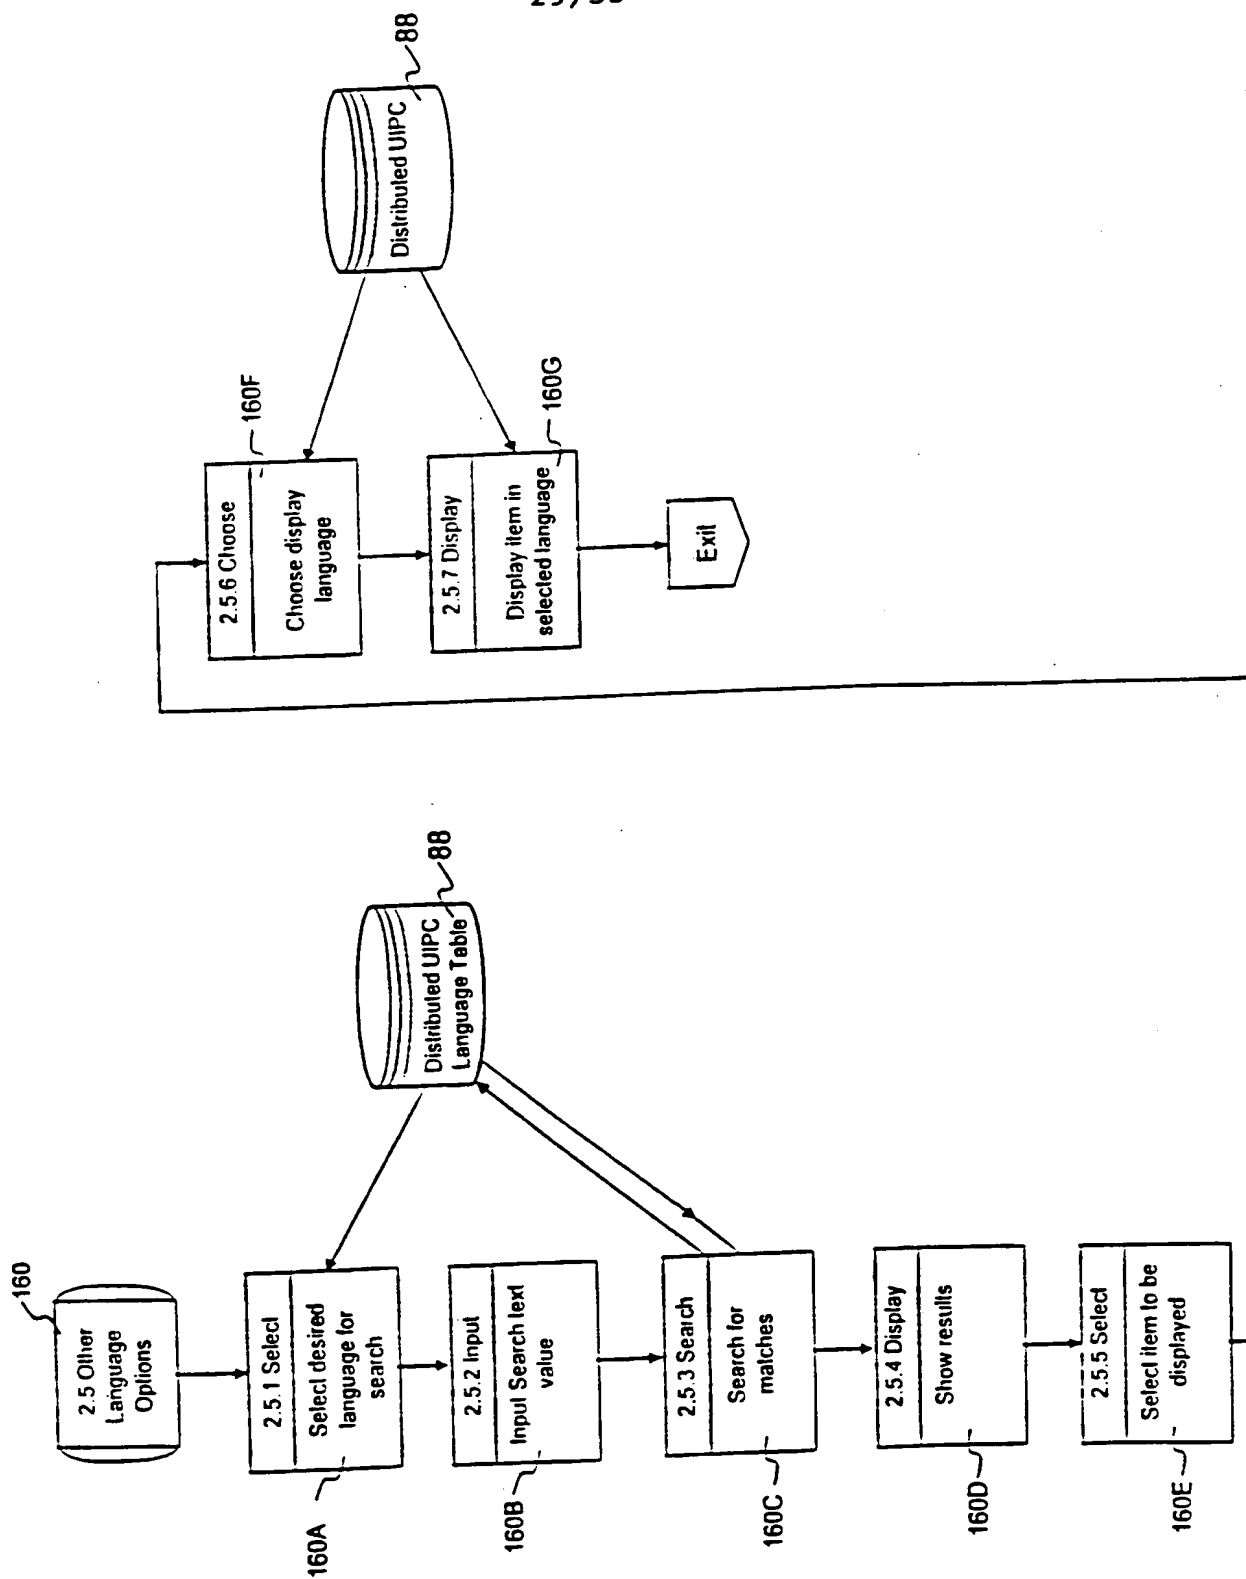 160
2.5 Other
Language
Options
2.5.1 Select
Select desired
language for
search
160A
2.5.2 Input
Input Search text
value
160B
2.5.3 Search
Search for
matches
160C
2.5.4 Display
Show results
160D
2.5.5 Select
Select item to be
displayed
160E
Distributed UIPC
Language Table
88
2.5.6 Choose
Choose display
language
160F
2.5.7 Display
Display item in
selected language
160G
Exit
Distributed UIPC
88